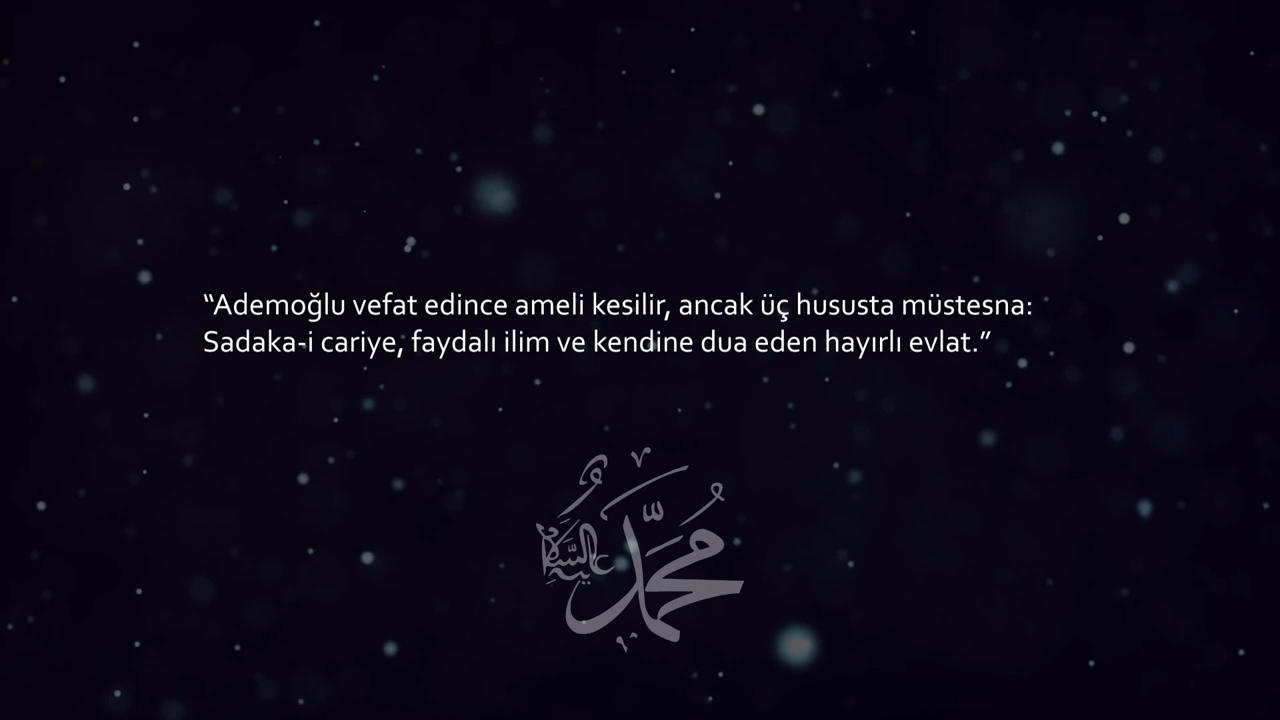 “Ademoğlu vefat edince ameli kesilir, ancak üç hususta müstesna:
Sadaka-i cariye, faydalı ilim ve kendine dua eden hayırlı evlat.”
محمد
عليه السلام